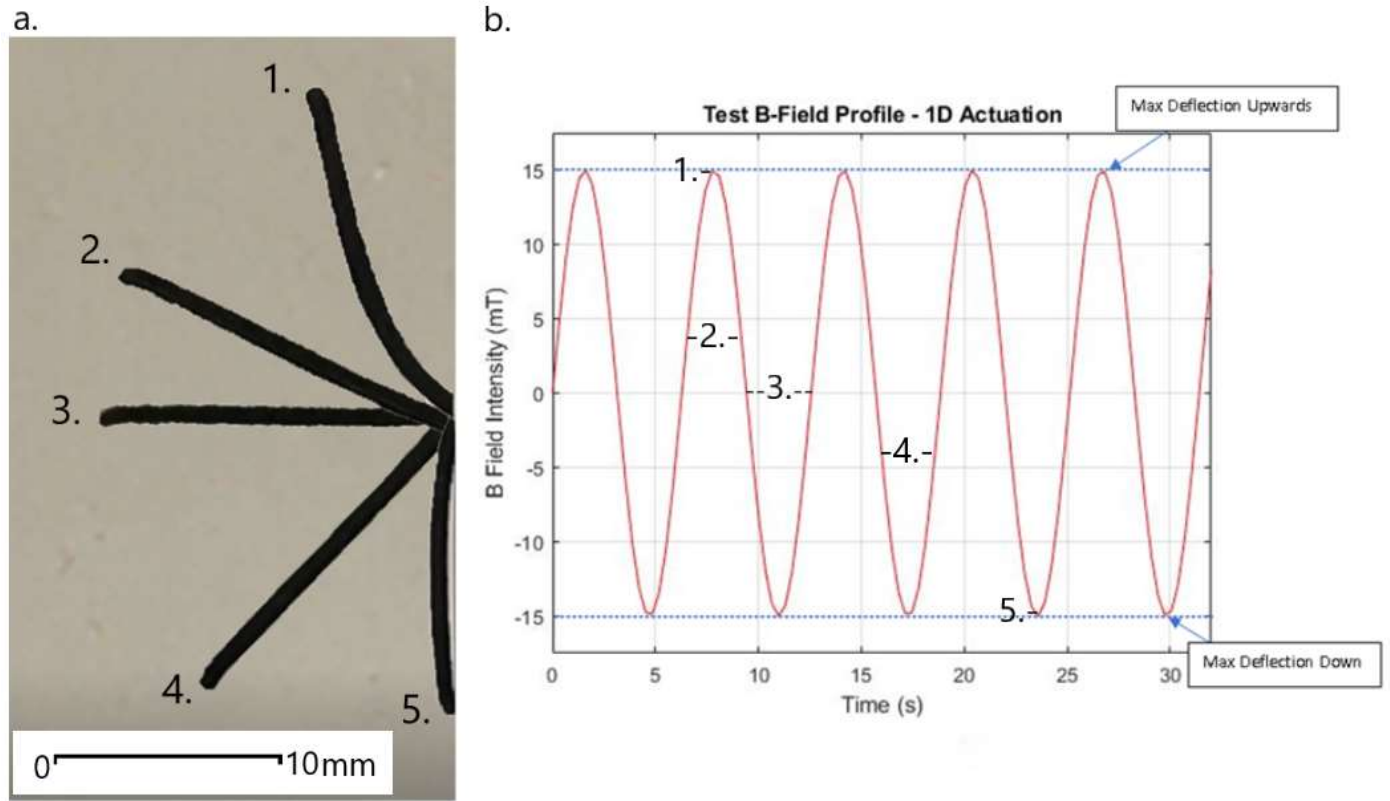 a.
1.
2.
3.
4.
5.
0 10mm
b.
Test B-Field Profile - 1D Actuation
Max Deflection Upwards
B Field Intensity (mT)
15
10
5
0
-5
-10
-15
1.-
-2.-
--3.---
-4.-
5.-
Max Deflection Down
0 5 10 15 20 25 30
Time (s)